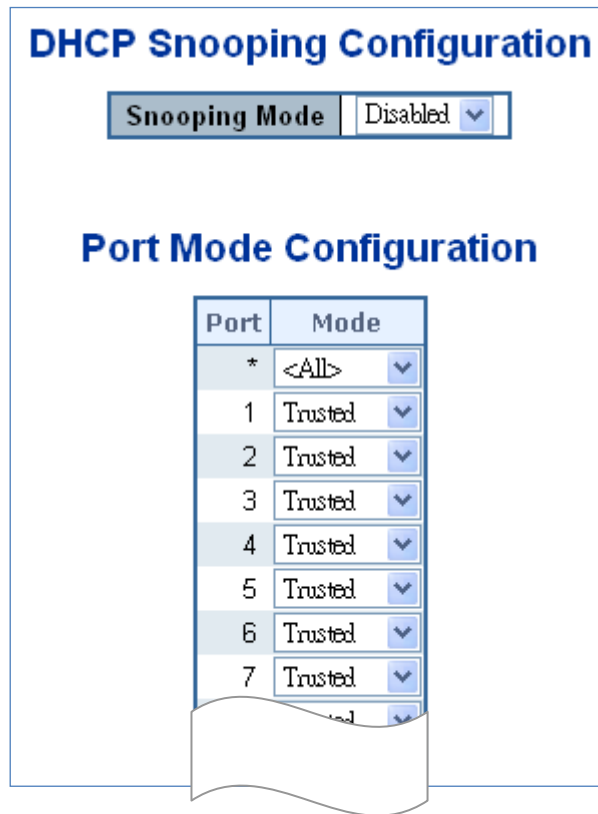 DHCP Snooping Configuration
Snooping Mode Disabled
Port Mode Configuration
Port Mode
* <All>
1 Trusted
2 Trusted
3 Trusted
4 Trusted
5 Trusted
6 Trusted
7 Trusted